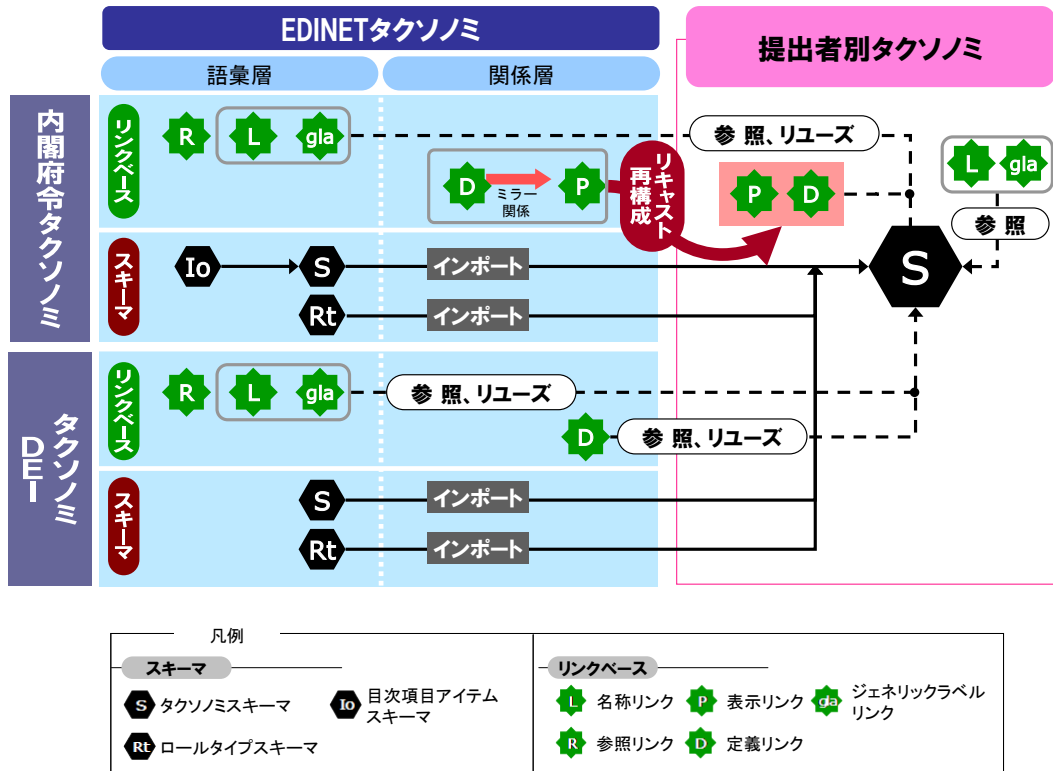 EDINETタクソノミ
提出者別タクソノミ
語彙層
関係層
内閣府令タクソノミ
リンクベース
R
L
gla
参照、リユーズ
L
gla
D
ミラー
関係
P
リキャスト
再構成
P
D
参照
スキーマ
Io
S
インポート
S
Rt
インポート
DEI
タクソノミ
リンクベース
R
L
gla
参照、リユーズ
D
参照、リユーズ
スキーマ
S
インポート
Rt
インポート
凡例
スキーマ
S タクソノミスキーマ
Io 目次項目アイテム
スキーマ
Rt ロールタイプスキーマ
リンクベース
L 名称リンク
P 表示リンク
gla ジェネリックラベル
リンク
R 参照リンク
D 定義リンク